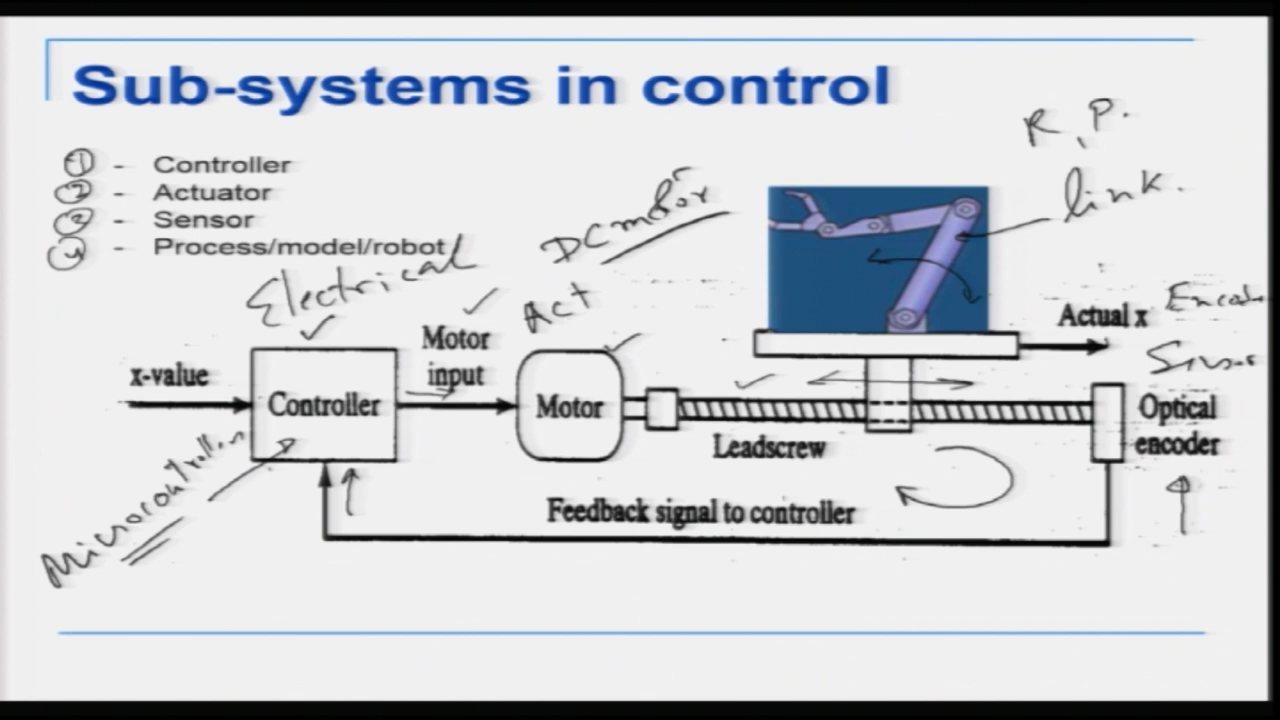 Sub-systems in control
R, P.
① - Controller
② - Actuator
③ - Sensor
④ - Process/model/robot
link.
DC motor
Electrical
Act
Motor input
Actual x
x-value
Controller
Motor
Leadscrew
Optical encoder
Microcontroller
Feedback signal to controller